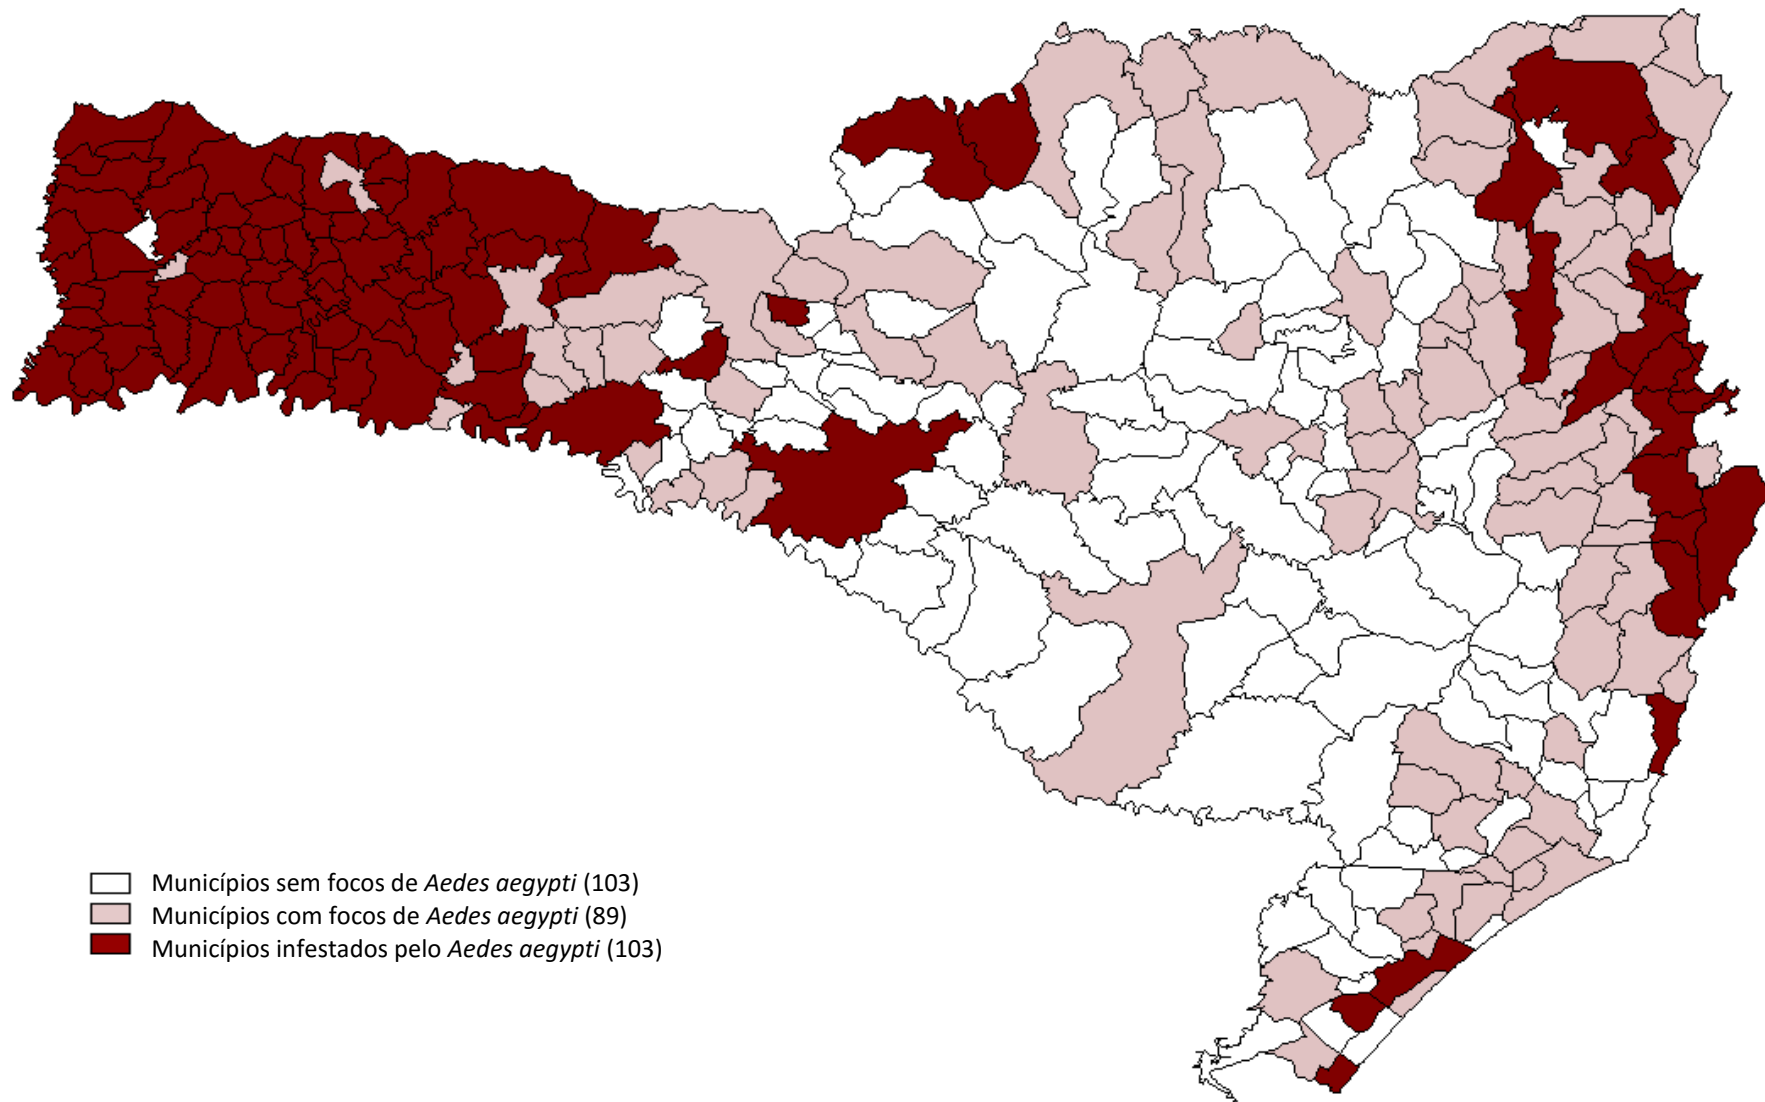 Municípios sem focos de Aedes aegypti (103)
Municípios com focos de Aedes aegypti (89)
Municípios infestados pelo Aedes aegypti (103)